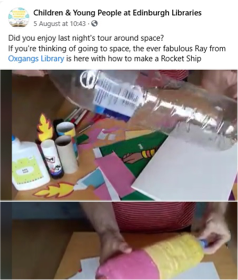 Children & Young People at Edinburgh Libraries
5 August at 10:43 ·
Did you enjoy last night's tour around space?
If you're thinking of going to space, the ever fabulous Ray from
Oxgangs Library is here with how to make a Rocket Ship